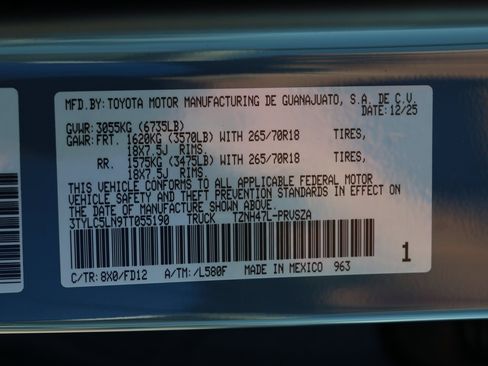 MFD.BY: TOYOTA MOTOR MANUFACTURING DE GUANAJUATO, S.A. DE C.V.
DATE: 12/25
GVWR: 3055KG (6735LB)
GAWR: FRT. 1620KG (3570LB) WITH 265/70R18 TIRES,
18X7.5J RIMS.
RR. 1575KG (3475LB) WITH 265/70R18 TIRES,
18X7.5J RIMS.
THIS VEHICLE CONFORMS TO ALL APPLICABLE FEDERAL MOTOR
VEHICLE SAFETY AND THEFT PREVENTION STANDARDS IN EFFECT ON
THE DATE OF MANUFACTURE SHOWN ABOVE.
3TYLC5LN9TT055190 TRUCK TZNH47L-PRVSZA
1
C/TR: 8X0/FD12 A/TM: /L580F MADE IN MEXICO 963